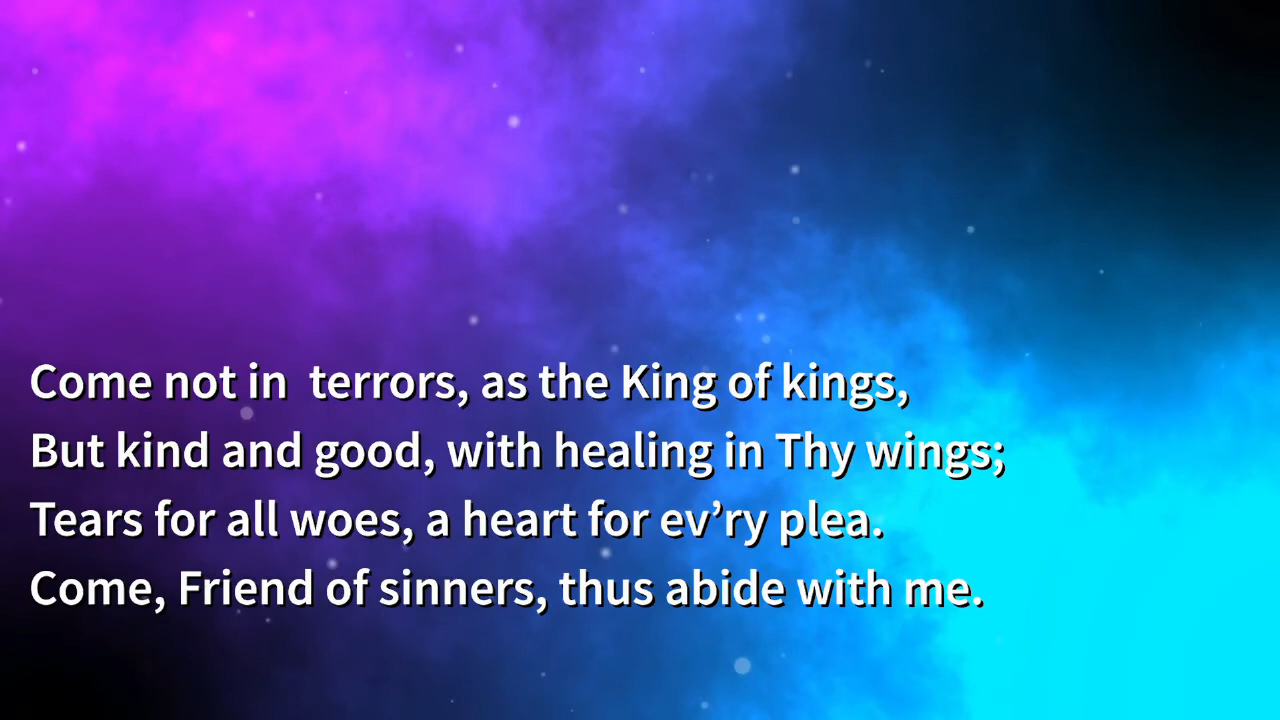 Come not in  terrors, as the King of kings,
But kind and good, with healing in Thy wings;
Tears for all woes, a heart for ev’ry plea.
Come, Friend of sinners, thus abide with me.